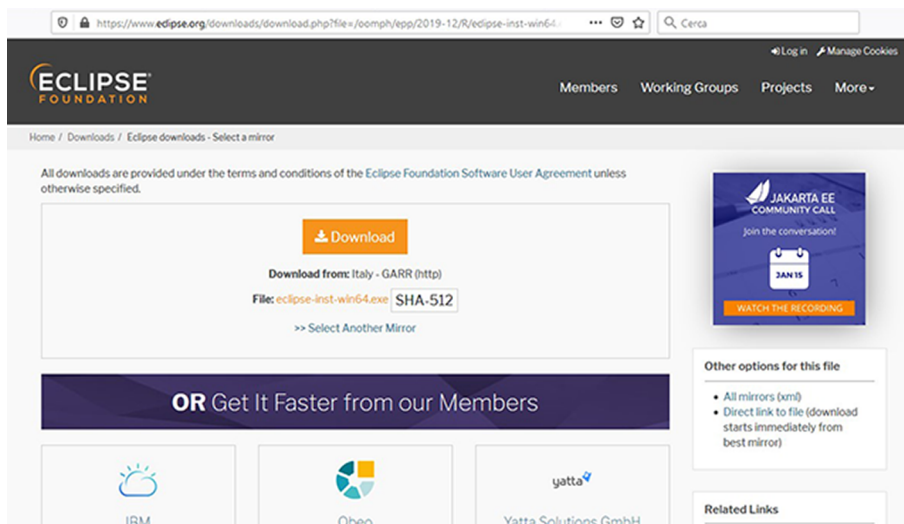 https://www.eclipse.org/downloads/download.php?file=/oomph/epp/2019-12/R/eclipse-inst-win64.
Cerca
Log in Manage Cookies
ECLIPSE
FOUNDATION
Members Working Groups Projects More
Home / Downloads / Eclipse downloads - Select a mirror
All downloads are provided under the terms and conditions of the Eclipse Foundation Software User Agreement unless
otherwise specified.
Download
Download from: Italy - GARR (http)
File: eclipse-inst-win64.exe SHA-512
>> Select Another Mirror
OR Get It Faster from our Members
IBM
Obeo
yatta
Yatta Solutions GmbH
JAKARTA EE
COMMUNITY CALL
Join the conversation!
JAN 15
WATCH THE RECORDING
Other options for this file
• All mirrors (xml)
• Direct link to file (download
starts immediately from
best mirror)
Related Links